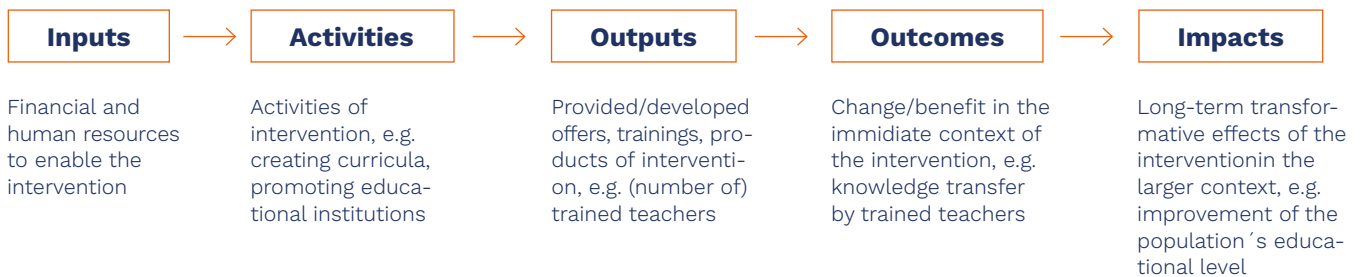 Inputs
Activities
Outputs
Outcomes
Impacts
Financial and
human resources
to enable the
intervention
Activities of
intervention, e.g.
creating curricula,
promoting educa-
tional institutions
Provided/developed
offers, trainings, pro-
ducts of interventi-
on, e.g. (number of)
trained teachers
Change/benefit in the
immidiate context of
the intervention, e.g.
knowledge transfer
by trained teachers
Long-term transfor-
mative effects of the
interventionin the
larger context, e.g.
improvement of the
population´s educa-
tional level